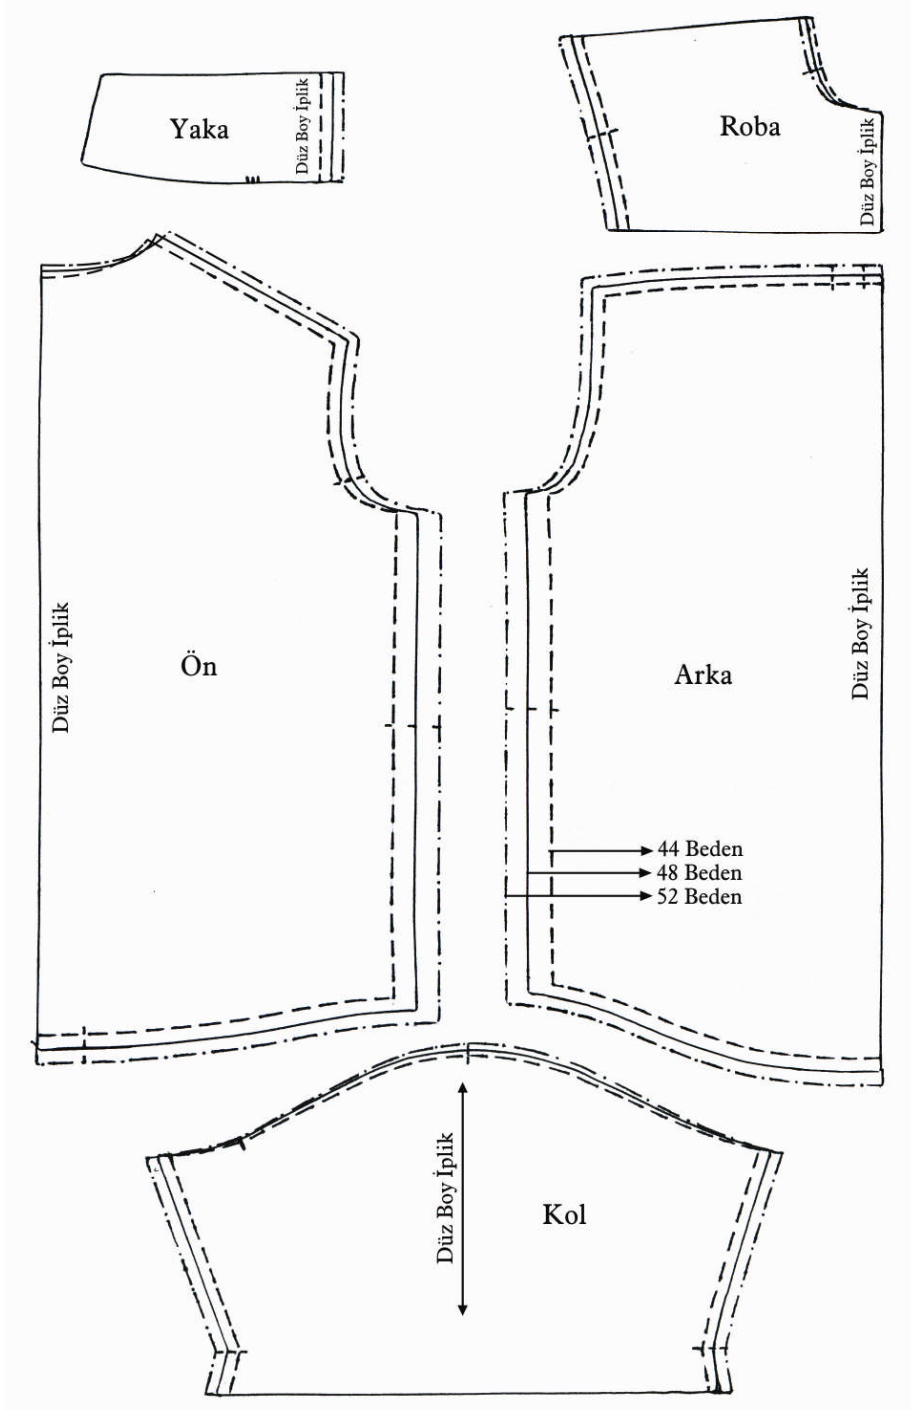 Yaka
Düz Boy İplik
Roba
Düz Boy İplik
Ön
Düz Boy İplik
Arka
Düz Boy İplik
44 Beden
48 Beden
52 Beden
Düz Boy İplik
Kol